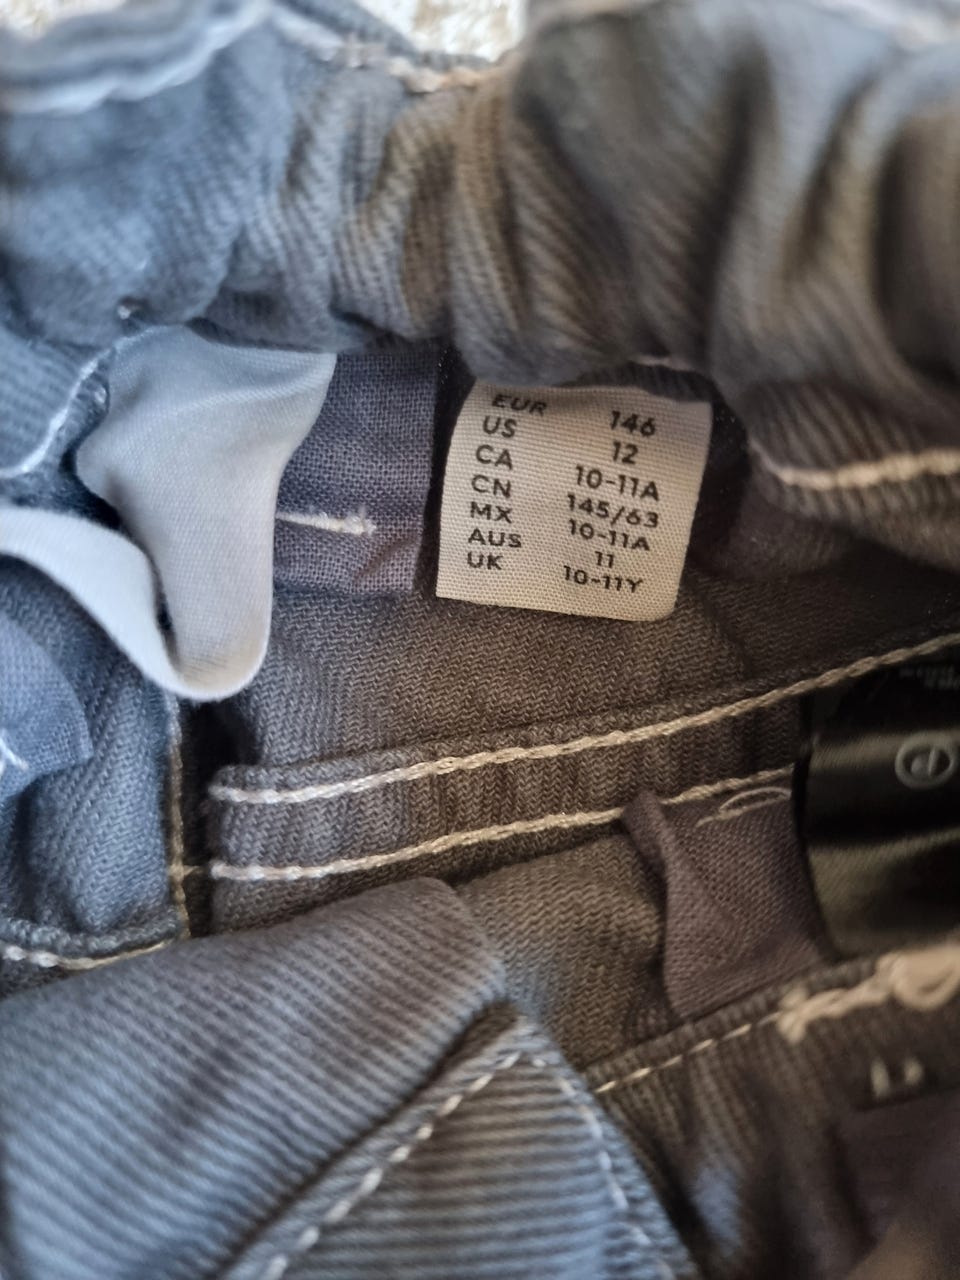 EUR 146
US 12
CA 10-11A
CN 145/63
MX 10-11A
AUS 11
UK 10-11Y